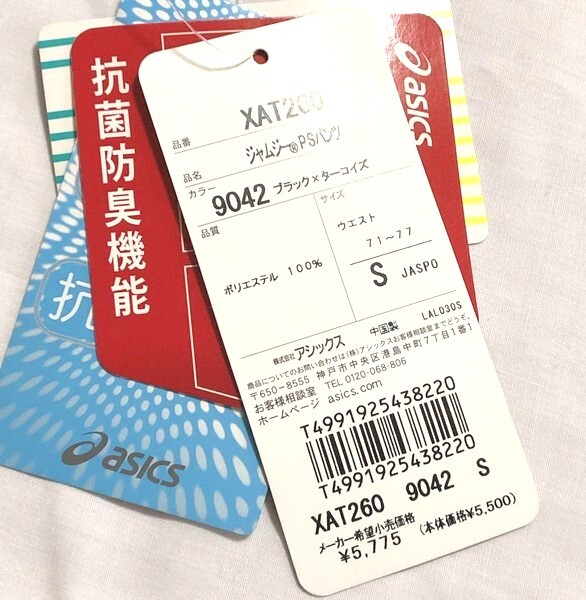 抗菌防臭機能
asics
抗
asics
XAT260
品番
品名 ジャムジー®PSパンツ
カラー
9042 ブラック×ターコイズ
品質
ポリエステル 100%
サイズ
ウエスト
71~77
S JASPO
LAL030S
株式会社 アシックス 中国製
商品についてのお問い合わせは(株)アシックスお客様相談室までどうぞ。
〒650-8555 神戸市中央区港島中町7丁目1番1
お客様相談室 TEL 0120-068-806
ホームページ asics.com
T4991925438220
T4991925438220
XAT260 9042 S
メーカー希望小売価格
¥5,775 (本体価格¥5,500)